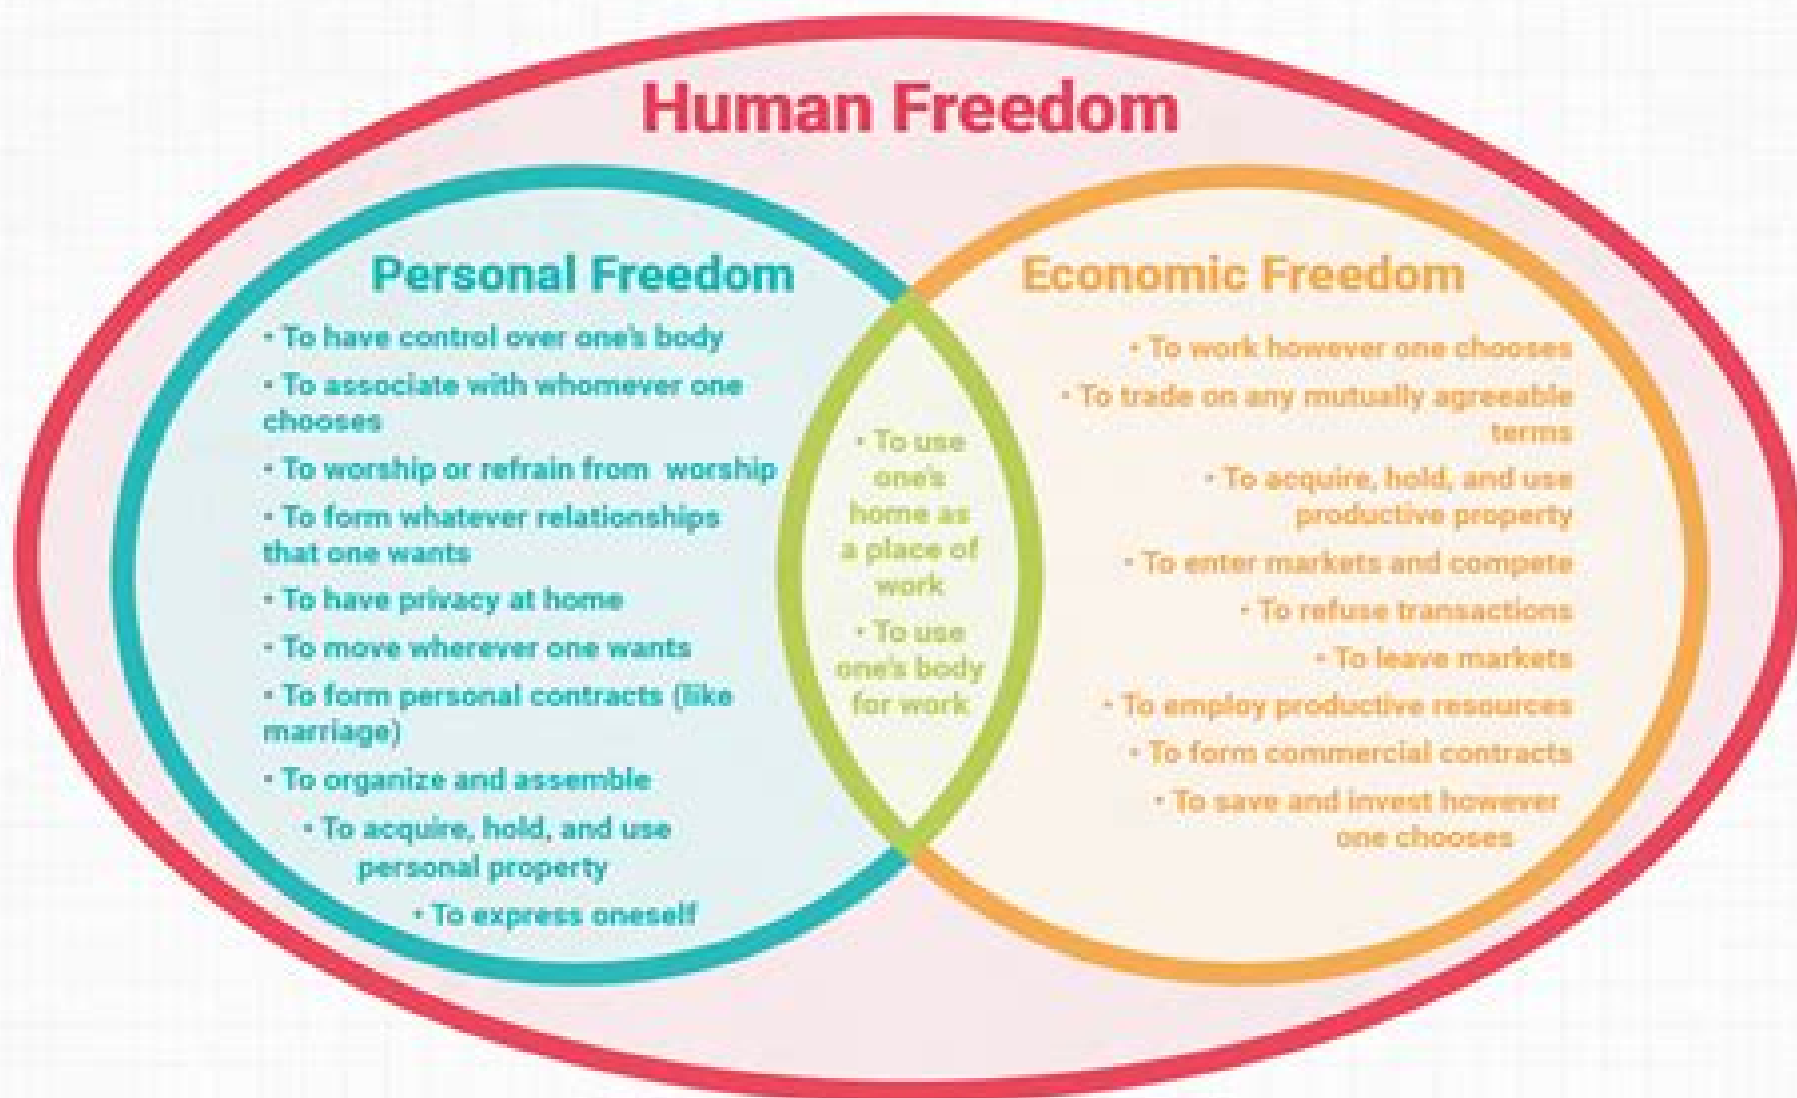 Human Freedom
Personal Freedom
• To have control over one's body
• To associate with whomever one
chooses
• To worship or refrain from worship
• To form whatever relationships
that one wants
• To have privacy at home
• To move wherever one wants
• To form personal contracts (like
marriage)
• To organize and assemble
• To acquire, hold, and use
personal property
• To express oneself
• To use
one's
home as
a place of
work
• To use
one's body
for work
Economic Freedom
• To work however one chooses
• To trade on any mutually agreeable
terms
• To acquire, hold, and use
productive property
• To enter markets and compete
• To refuse transactions
• To leave markets
• To employ productive resources
• To form commercial contracts
• To save and invest however
one chooses